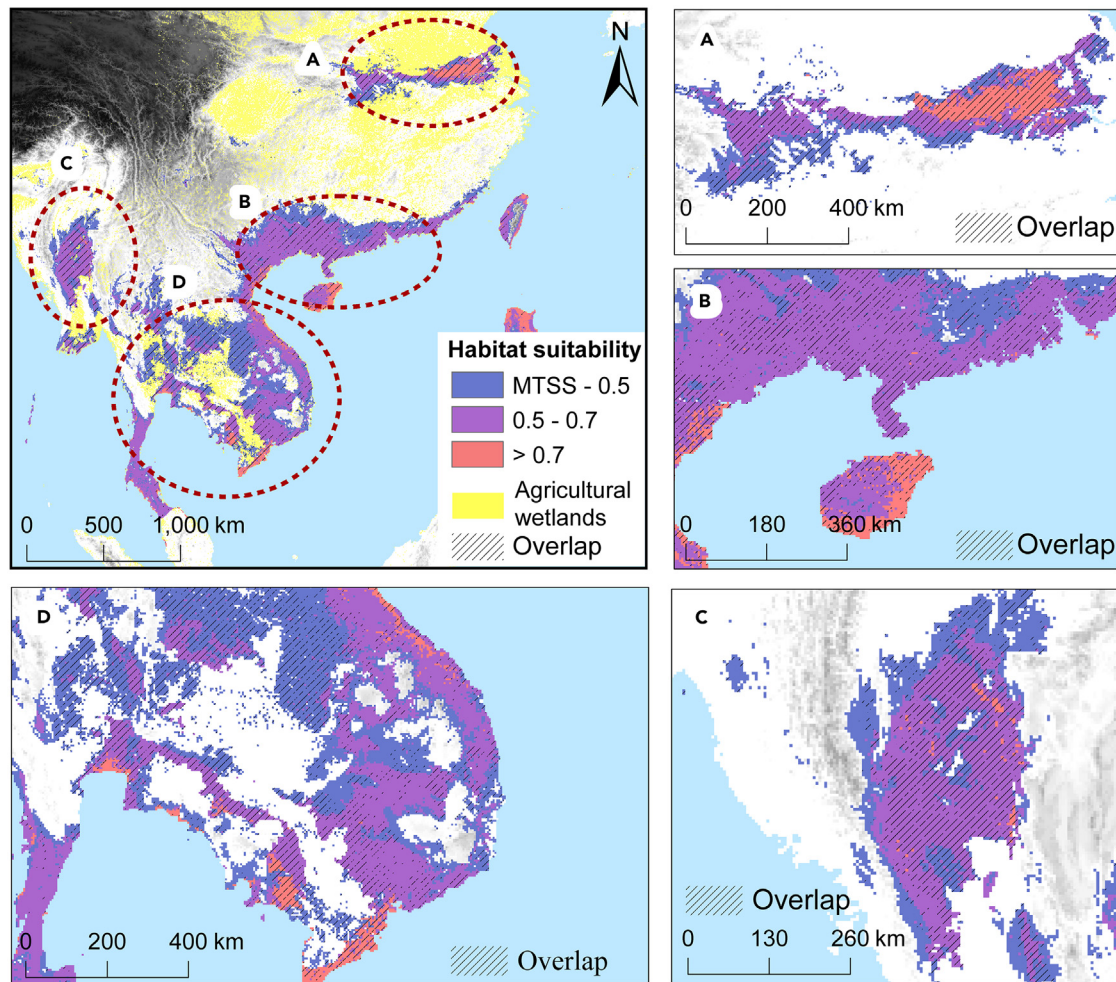 A
N
C
B
D
Habitat suitability
MTSS - 0.5
0.5 - 0.7
> 0.7
Agricultural
wetlands
Overlap
0 500 1,000 km
A
0 200 400 km
Overlap
B
0 180 360 km
Overlap
D
0 200 400 km
Overlap
C
Overlap
0 130 260 km